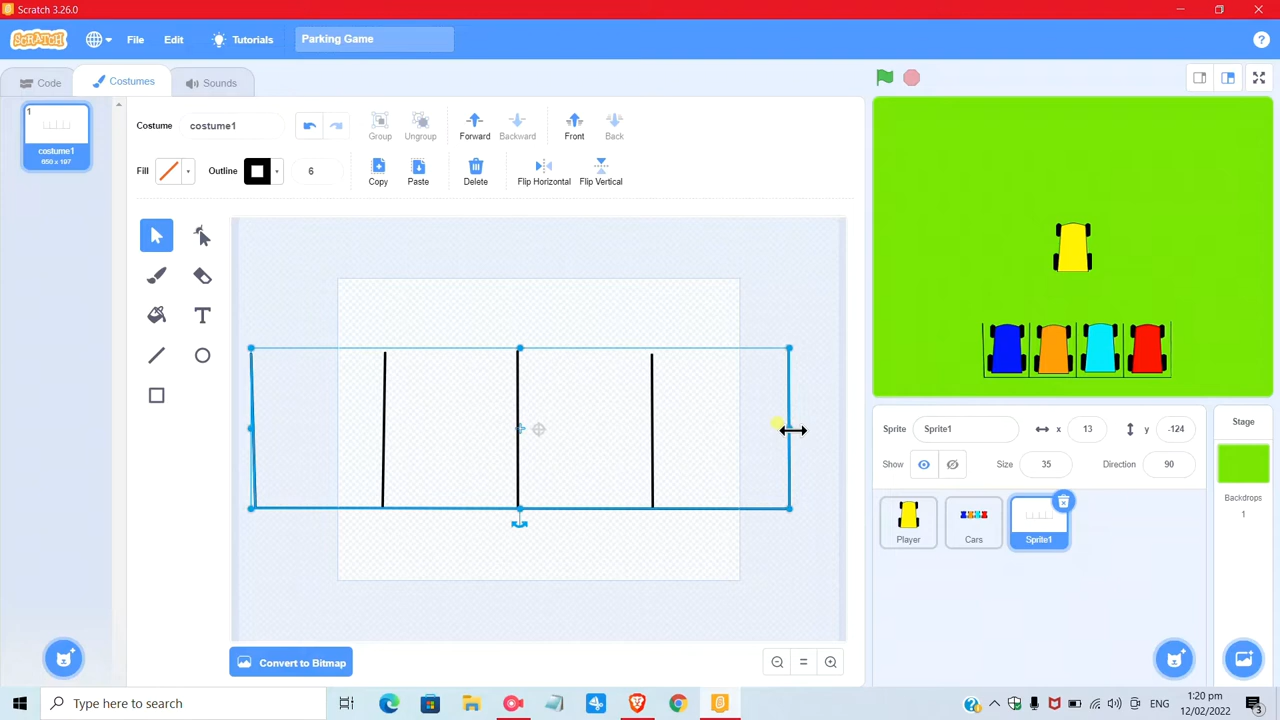 Scratch 3.26.0
SCRATCH
File
Edit
Tutorials
Parking Game
?
Code
Costumes
Sounds
1
costume1
650 x 197
Costume
costume1
Group
Ungroup
Forward
Backward
Front
Back
Fill
Outline
6
Copy
Paste
Delete
Flip Horizontal
Flip Vertical
T
Convert to Bitmap
Sprite
Sprite1
x
13
y
-124
Show
Size
35
Direction
90
Stage
Backdrops
1
Player
Cars
Sprite1
Type here to search
ENG
1:20 pm
12/02/2022
3